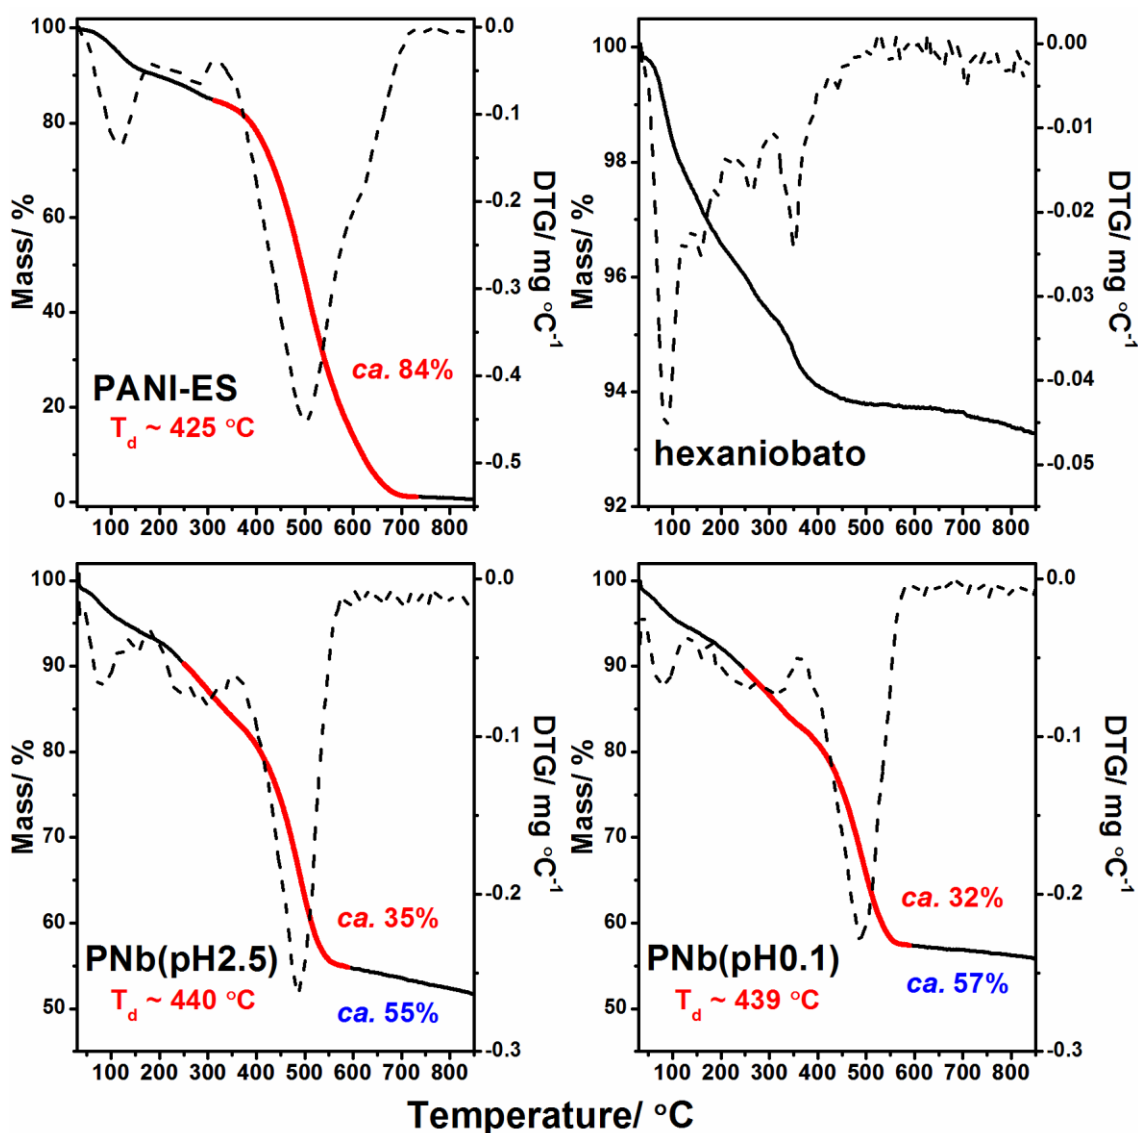 100
80
60
40
20
0
Mass/ %
100 200 300 400 500 600 700 800
0.0
-0.1
-0.2
-0.3
-0.4
-0.5
DTG/ mg °C-1
ca. 84%
PANI-ES
Td ~ 425 °C
100
98
96
94
92
Mass/ %
100 200 300 400 500 600 700 800
0.00
-0.01
-0.02
-0.03
-0.04
-0.05
DTG/ mg °C-1
hexaniobato
100
90
80
70
60
50
Mass/ %
100 200 300 400 500 600 700 800
0.0
-0.1
-0.2
-0.3
DTG/ mg °C-1
ca. 35%
PNb(pH2.5)
Td ~ 440 °C
ca. 55%
100
90
80
70
60
50
Mass/ %
100 200 300 400 500 600 700 800
0.0
-0.1
-0.2
-0.3
DTG/ mg °C-1
ca. 32%
PNb(pH0.1)
Td ~ 439 °C
ca. 57%
Temperature/ °C